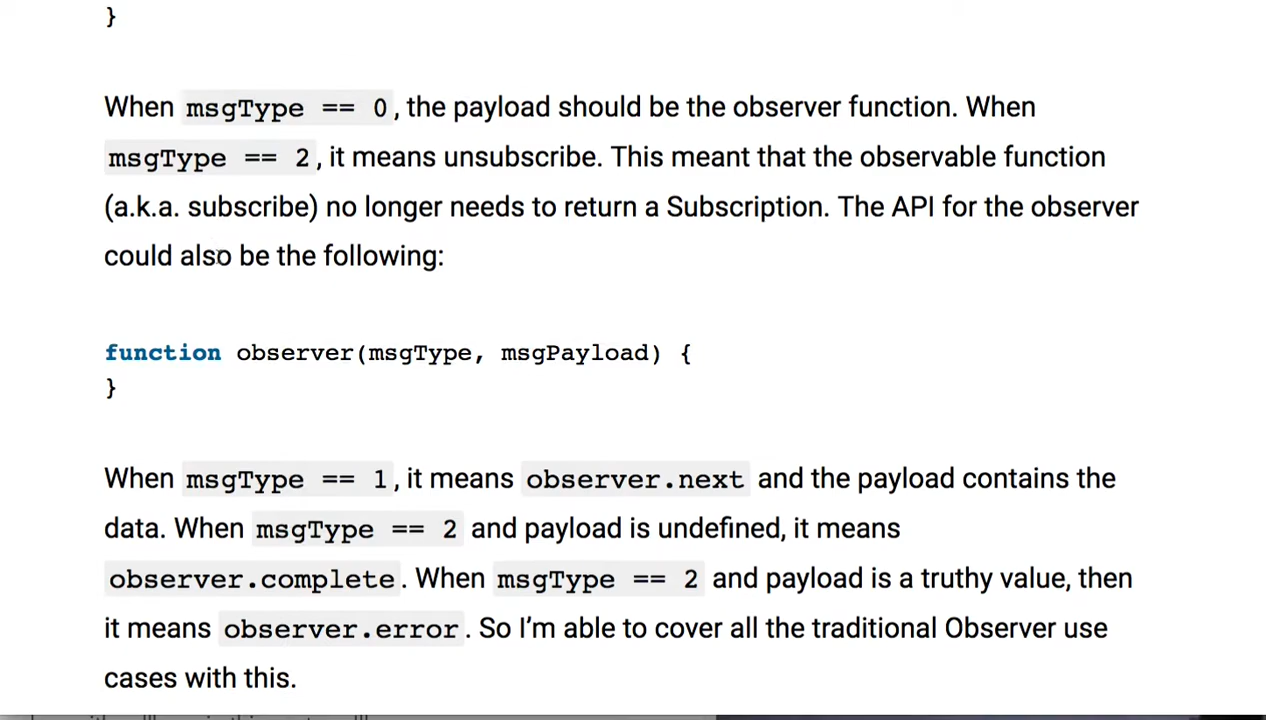 }
When msgType == 0, the payload should be the observer function. When
msgType == 2, it means unsubscribe. This meant that the observable function
(a.k.a. subscribe) no longer needs to return a Subscription. The API for the observer
could also be the following:
function observer(msgType, msgPayload) {
}
When msgType == 1, it means observer.next and the payload contains the
data. When msgType == 2 and payload is undefined, it means
observer.complete. When msgType == 2 and payload is a truthy value, then
it means observer.error. So I’m able to cover all the traditional Observer use
cases with this.